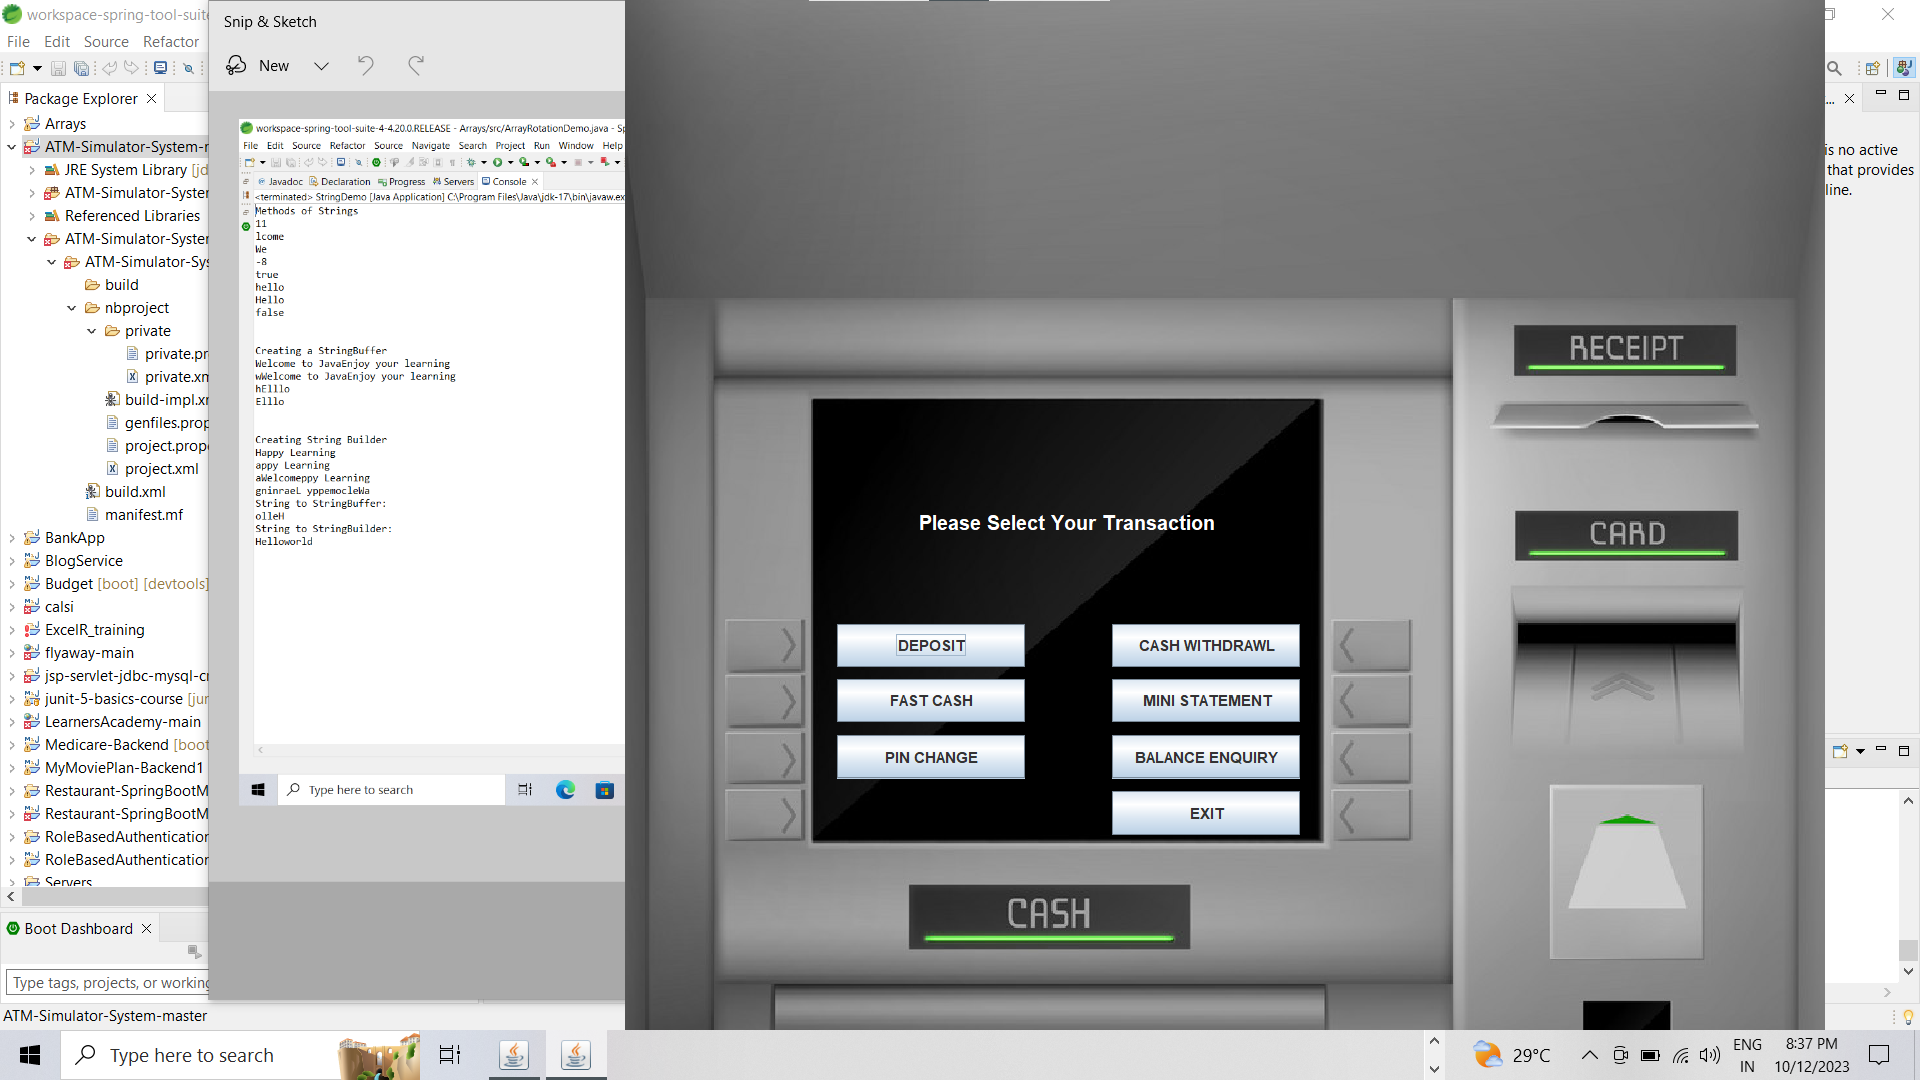 workspace-spring-tool-suite
File Edit Source Refactor
Package Explorer
Arrays
ATM-Simulator-System-
JRE System Library [jd
ATM-Simulator-System
Referenced Libraries
ATM-Simulator-System
ATM-Simulator-Sys
build
nbproject
private
private.pr
private.xm
build-impl.x
genfiles.prop
project.prope
project.xml
build.xml
manifest.mf
BankApp
BlogService
Budget [boot] [devtools]
calsi
ExcelR_training
flyaway-main
jsp-servlet-jdbc-mysql-cr
junit-5-basics-course [jun
LearnersAcademy-main
Medicare-Backend [boot
MyMoviePlan-Backend1
Restaurant-SpringBootM
Restaurant-SpringBootM
RoleBasedAuthentication
RoleBasedAuthentication
Servers
Boot Dashboard
Type tags, projects, or working
ATM-Simulator-System-master
Snip & Sketch
New
workspace-spring-tool-suite-4-4.20.0.RELEASE - Arrays/src/ArrayRotationDemo.java - Sp
File Edit Source Refactor Source Navigate Search Project Run Window Help
Javadoc Declaration Progress Servers Console
<terminated> StringDemo [Java Application] C:\Program Files\Java\jdk-17\bin\javaw.ex
Methods of Strings
11
lcome
We
-8
true
hello
Hello
false
Creating a StringBuffer
Welcome to JavaEnjoy your learning
wWelcome to JavaEnjoy your learning
hElllo
Elllo
Creating String Builder
Happy Learning
appy Learning
aWelcomeppy Learning
gninraeL yppemocleWa
String to StringBuffer:
olleH
String to StringBuilder:
Helloworld
Type here to search
Please Select Your Transaction
DEPOSIT
CASH WITHDRAWL
FAST CASH
MINI STATEMENT
PIN CHANGE
BALANCE ENQUIRY
EXIT
CASH
RECEIPT
CARD
...
is no active
that provides
line.
Type here to search
29°C
ENG
IN
8:37 PM
10/12/2023